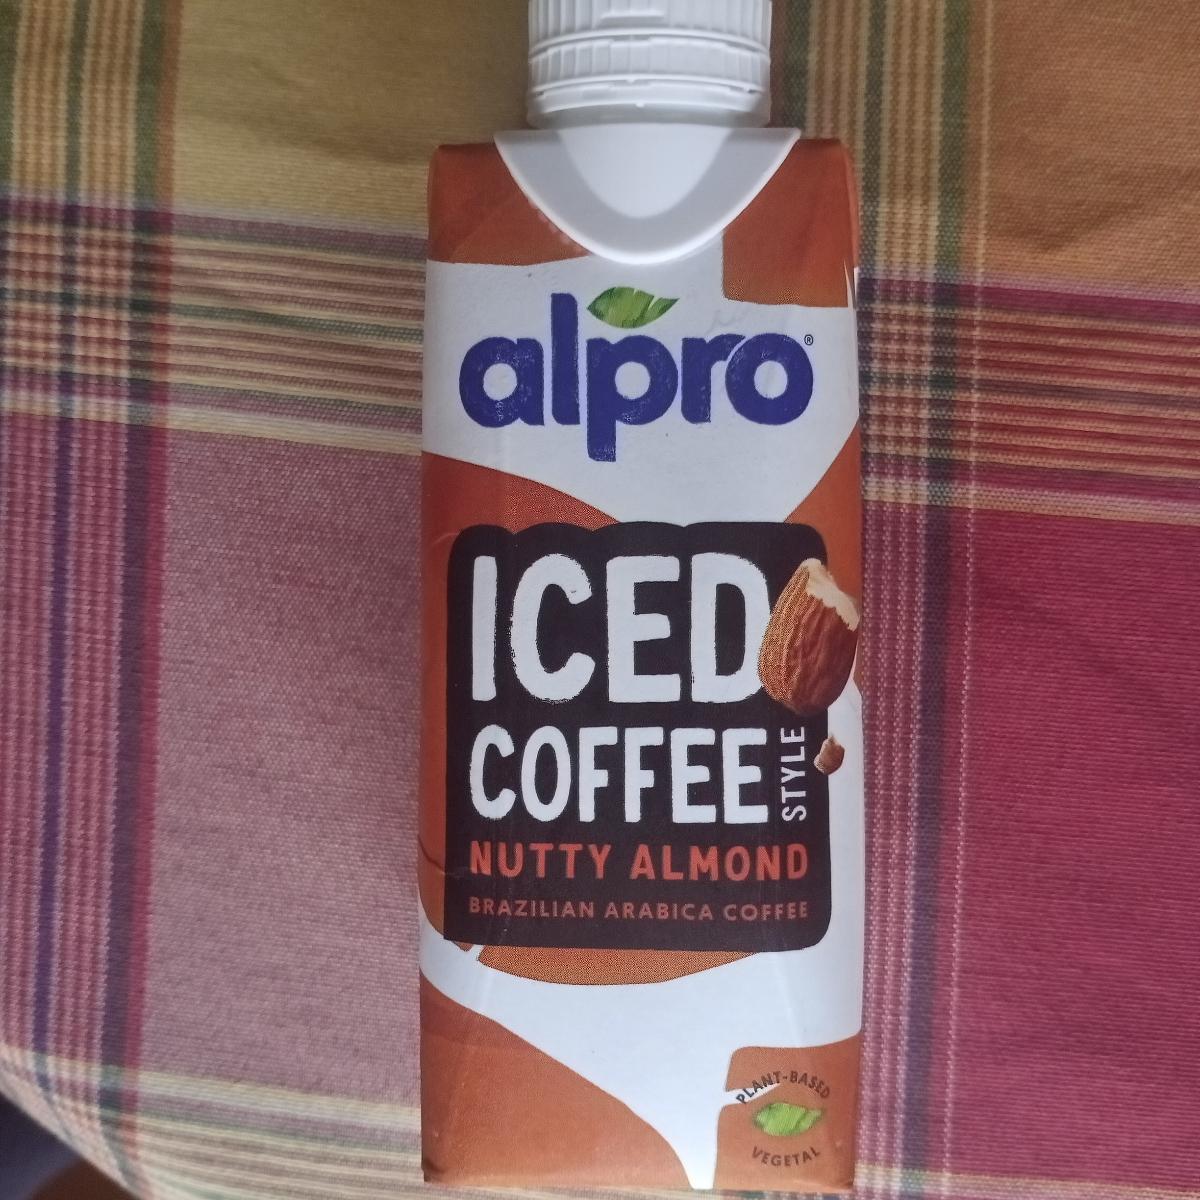 alpro®
ICED
COFFEE
STYLE
NUTTY ALMOND
BRAZILIAN ARABICA COFFEE
PLANT-BASED
VEGETAL